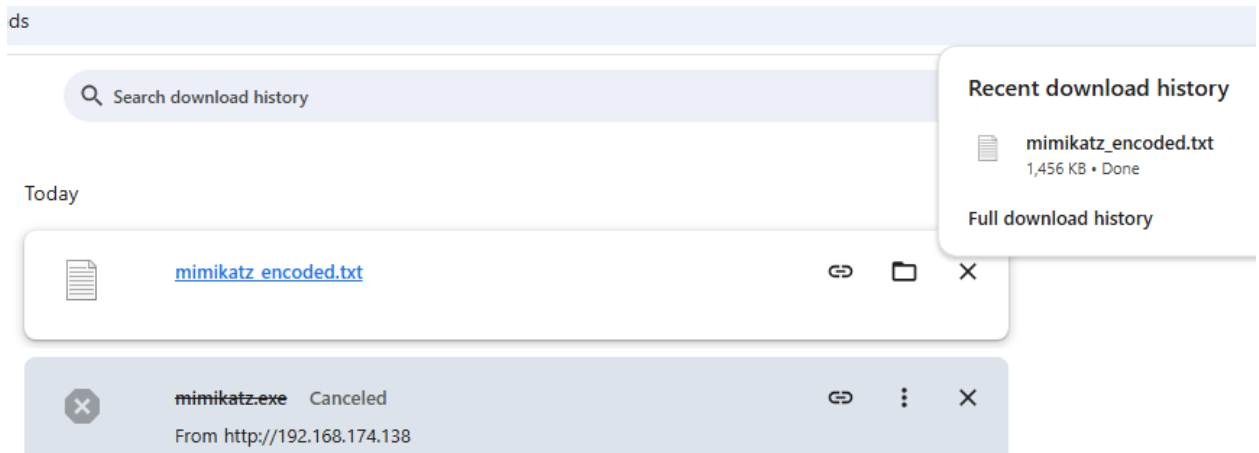 ds
Search download history
Recent download history
mimikatz_encoded.txt
1,456 KB • Done
Full download history
Today
mimikatz_encoded.txt
mimikatz.exe Canceled
From http://192.168.174.138